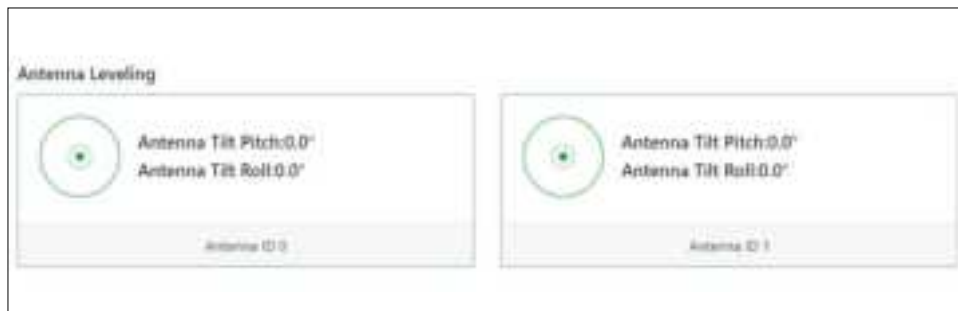 Antenna Leveling
Antenna Tilt Pitch:0.0°
Antenna Tilt Roll:0.0°
Antenna ID 0
Antenna Tilt Pitch:0.0°
Antenna Tilt Roll:0.0°
Antenna ID 1